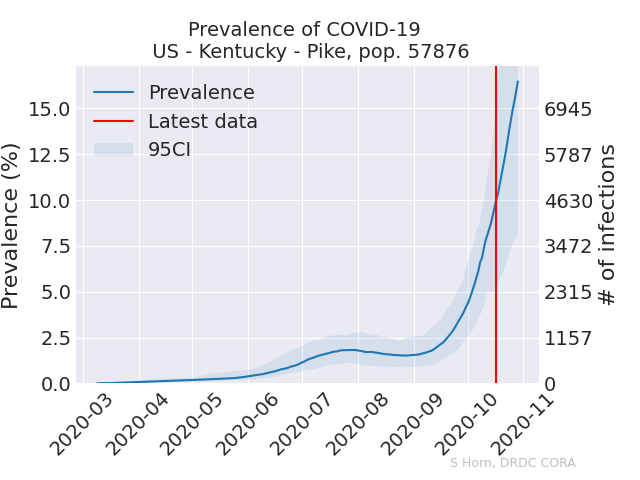 Prevalence of COVID-19
US - Kentucky - Pike, pop. 57876
Prevalence (%)
15.0
12.5
10.0
7.5
5.0
2.5
0.0
Prevalence
Latest data
95CI
6945
5787
4630
3472
2315
1157
0
# of infections
2020-03
2020-04
2020-05
2020-06
2020-07
2020-08
2020-09
2020-10
2020-11
S Horn, DRDC CORA